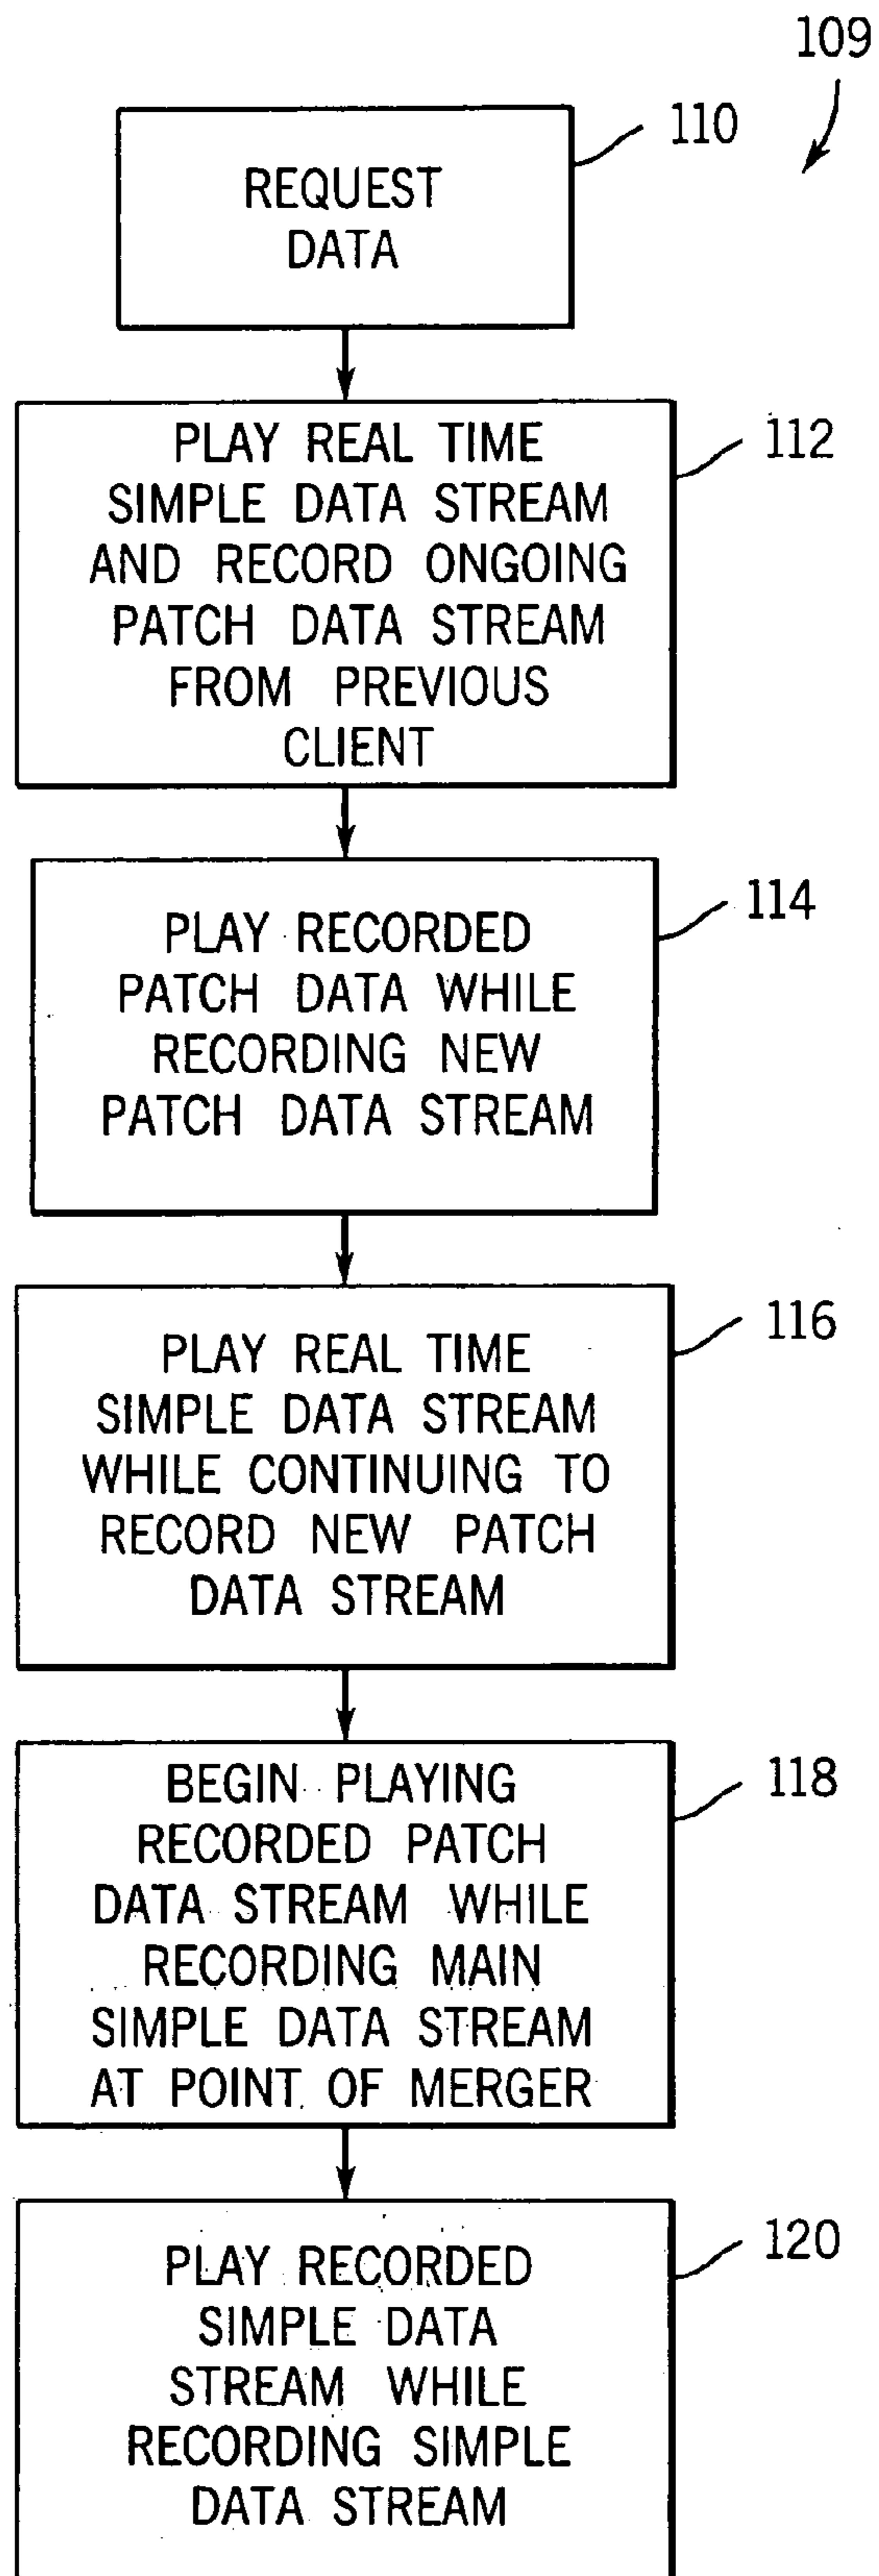 109
110
REQUEST
DATA
112
PLAY REAL TIME
SIMPLE DATA STREAM
AND RECORD ONGOING
PATCH DATA STREAM
FROM PREVIOUS
CLIENT
114
PLAY RECORDED
PATCH DATA WHILE
RECORDING NEW
PATCH DATA STREAM
116
PLAY REAL TIME
SIMPLE DATA STREAM
WHILE CONTINUING TO
RECORD NEW PATCH
DATA STREAM
118
BEGIN PLAYING
RECORDED PATCH
DATA STREAM WHILE
RECORDING MAIN
SIMPLE DATA STREAM
AT POINT OF MERGER
120
PLAY RECORDED
SIMPLE DATA
STREAM WHILE
RECORDING SIMPLE
DATA STREAM